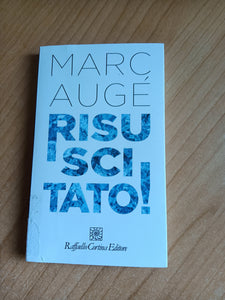 MARC
AUGÉ
RISU
SCI
TATO!
Raffaello Cortina Editore